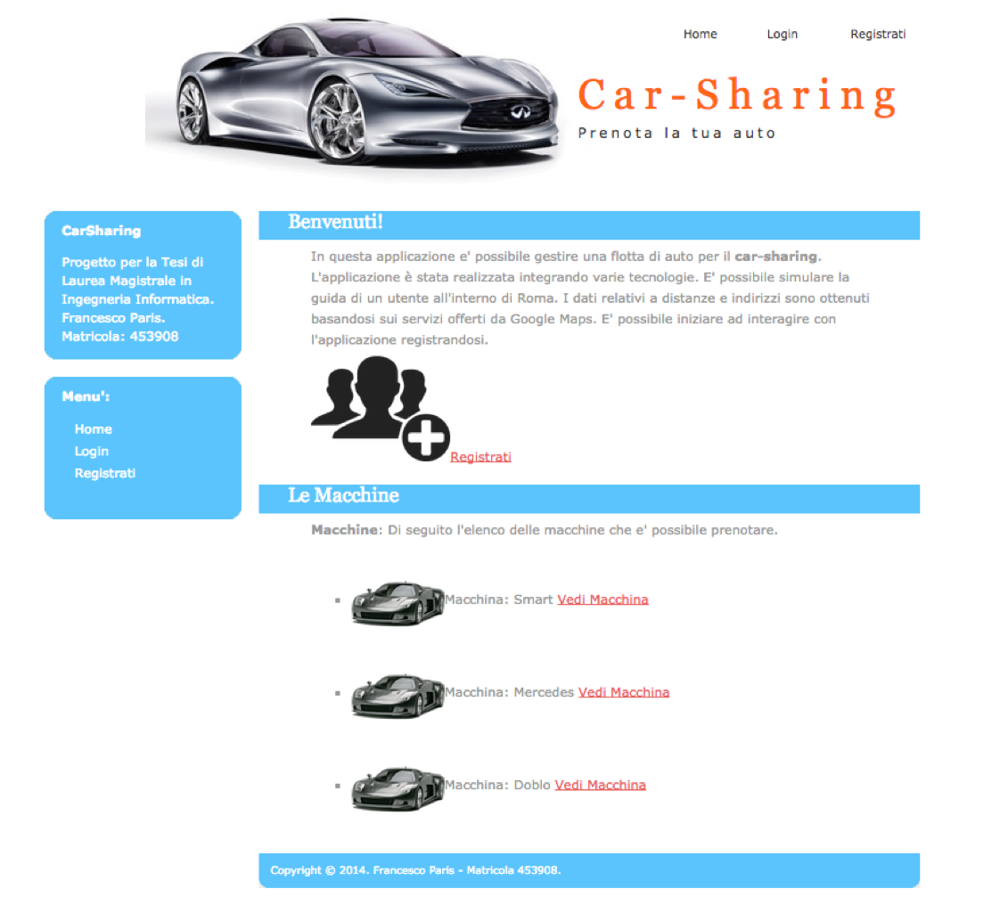 Home Login Registrati
Car-Sharing
Prenota la tua auto
CarSharing
Progetto per la Tesi di
Laurea Magistrale in
Ingegneria Informatica.
Francesco Paris.
Matricola: 453908
Menu':
Home
Login
Registrati
Benvenuti!
In questa applicazione e' possibile gestire una flotta di auto per il car-sharing.
L'applicazione è stata realizzata integrando varie tecnologie. E' possibile simulare la
guida di un utente all'interno di Roma. I dati relativi a distanze e indirizzi sono ottenuti
basandosi sui servizi offerti da Google Maps. E' possibile iniziare ad interagire con
l'applicazione registrandosi.
Registrati
Le Macchine
Macchine: Di seguito l'elenco delle macchine che e' possibile prenotare.
Macchina: Smart Vedi Macchina
Macchina: Mercedes Vedi Macchina
Macchina: Doblo Vedi Macchina
Copyright © 2014. Francesco Paris - Matricola 453908.